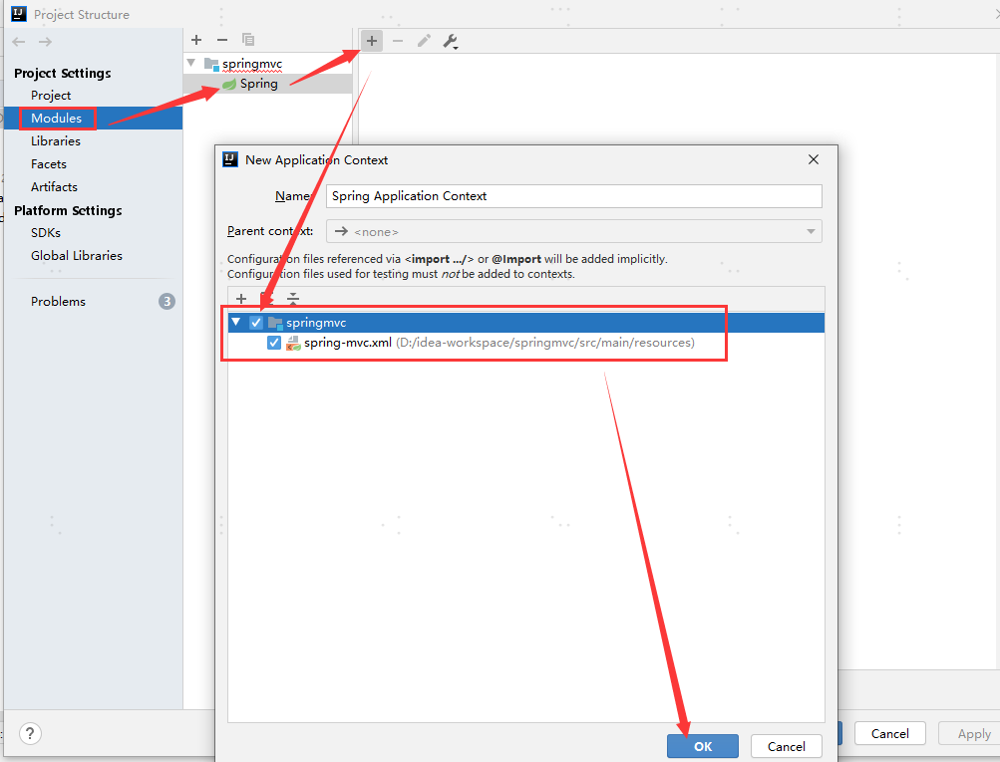 Project Structure
Project Settings
Project
Modules
Libraries
Facets
Artifacts
Platform Settings
SDKs
Global Libraries
Problems 3
springmvc
Spring
New Application Context
Name:
Spring Application Context
Parent context:
<none>
Configuration files referenced via <import .../> or @Import will be added implicitly.
Configuration files used for testing must not be added to contexts.
springmvc
spring-mvc.xml (D:/idea-workspace/springmvc/src/main/resources)
OK
Cancel
?
Cancel
Apply